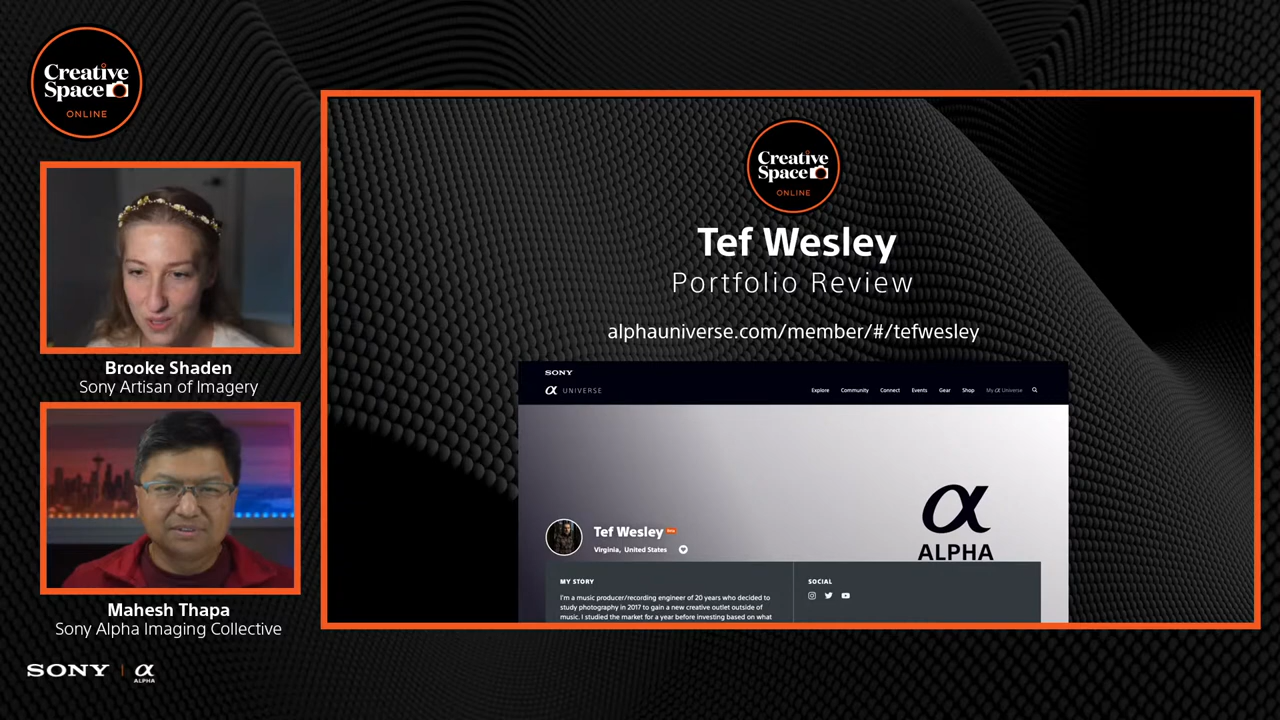 Creative
Space
ONLINE
Brooke Shaden
Sony Artisan of Imagery
Mahesh Thapa
Sony Alpha Imaging Collective
SONY | α
ALPHA
Creative
Space
ONLINE
Tef Wesley
Portfolio Review
alphauniverse.com/member/#/tefwesley
SONY
α UNIVERSE
Explore Community Connect Events Gear Shop My α Universe
α
ALPHA
Tef Wesley
Virginia, United States
MY STORY
I'm a music producer/recording engineer of 20 years who decided to
study photography in 2017 to gain a new creative outlet outside of
music. I studied the market for a year before investing based on what
SOCIAL